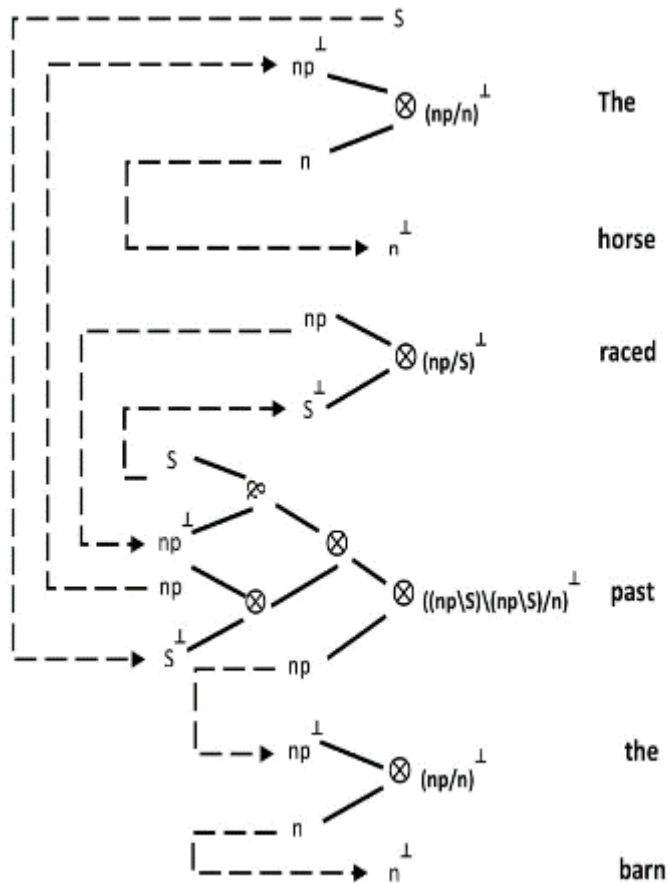 S
np⊥
⊗ (np/n)⊥ The
n
n⊥ horse
np
⊗ (np/S)⊥ raced
S⊥
S
⅋
np⊥ ⊗
np ⊗ ⊗ ((np\S)\(np\S)/n)⊥ past
S⊥ np
np⊥ the
⊗ (np/n)⊥
n
n⊥ barn